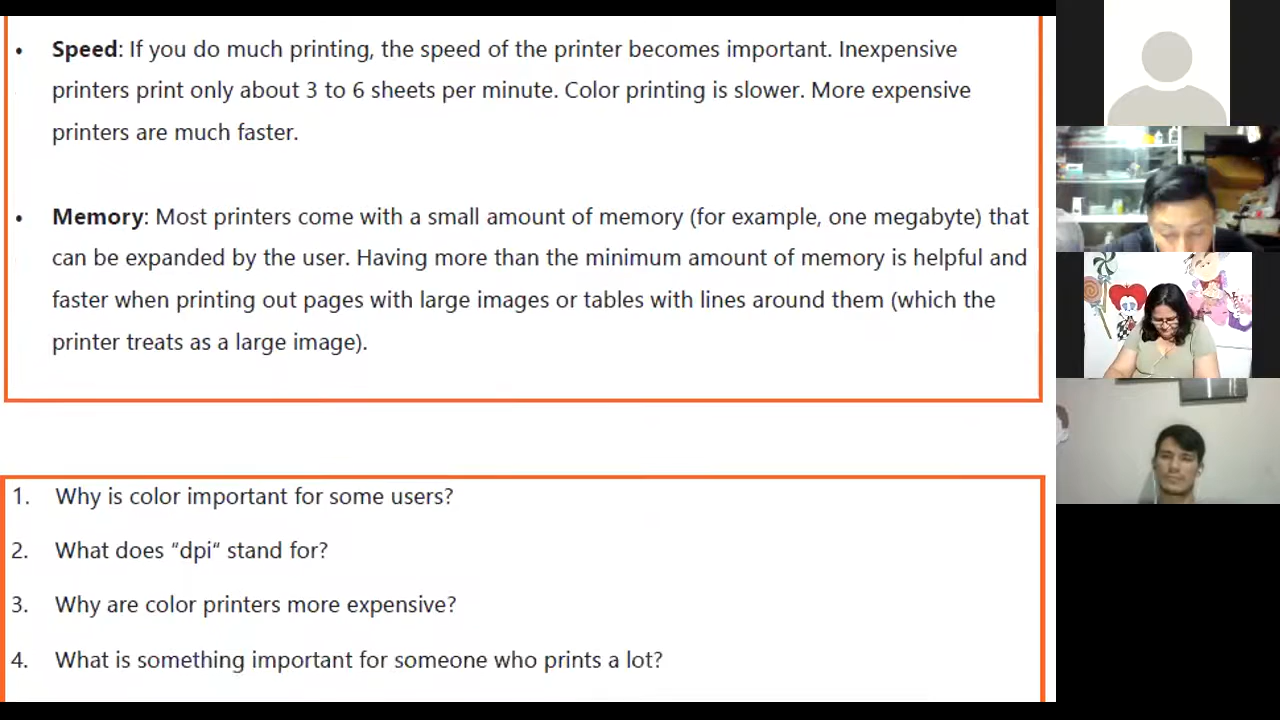 • Speed: If you do much printing, the speed of the printer becomes important. Inexpensive
printers print only about 3 to 6 sheets per minute. Color printing is slower. More expensive
printers are much faster.
• Memory: Most printers come with a small amount of memory (for example, one megabyte) that
can be expanded by the user. Having more than the minimum amount of memory is helpful and
faster when printing out pages with large images or tables with lines around them (which the
printer treats as a large image).
1. Why is color important for some users?
2. What does “dpi“ stand for?
3. Why are color printers more expensive?
4. What is something important for someone who prints a lot?